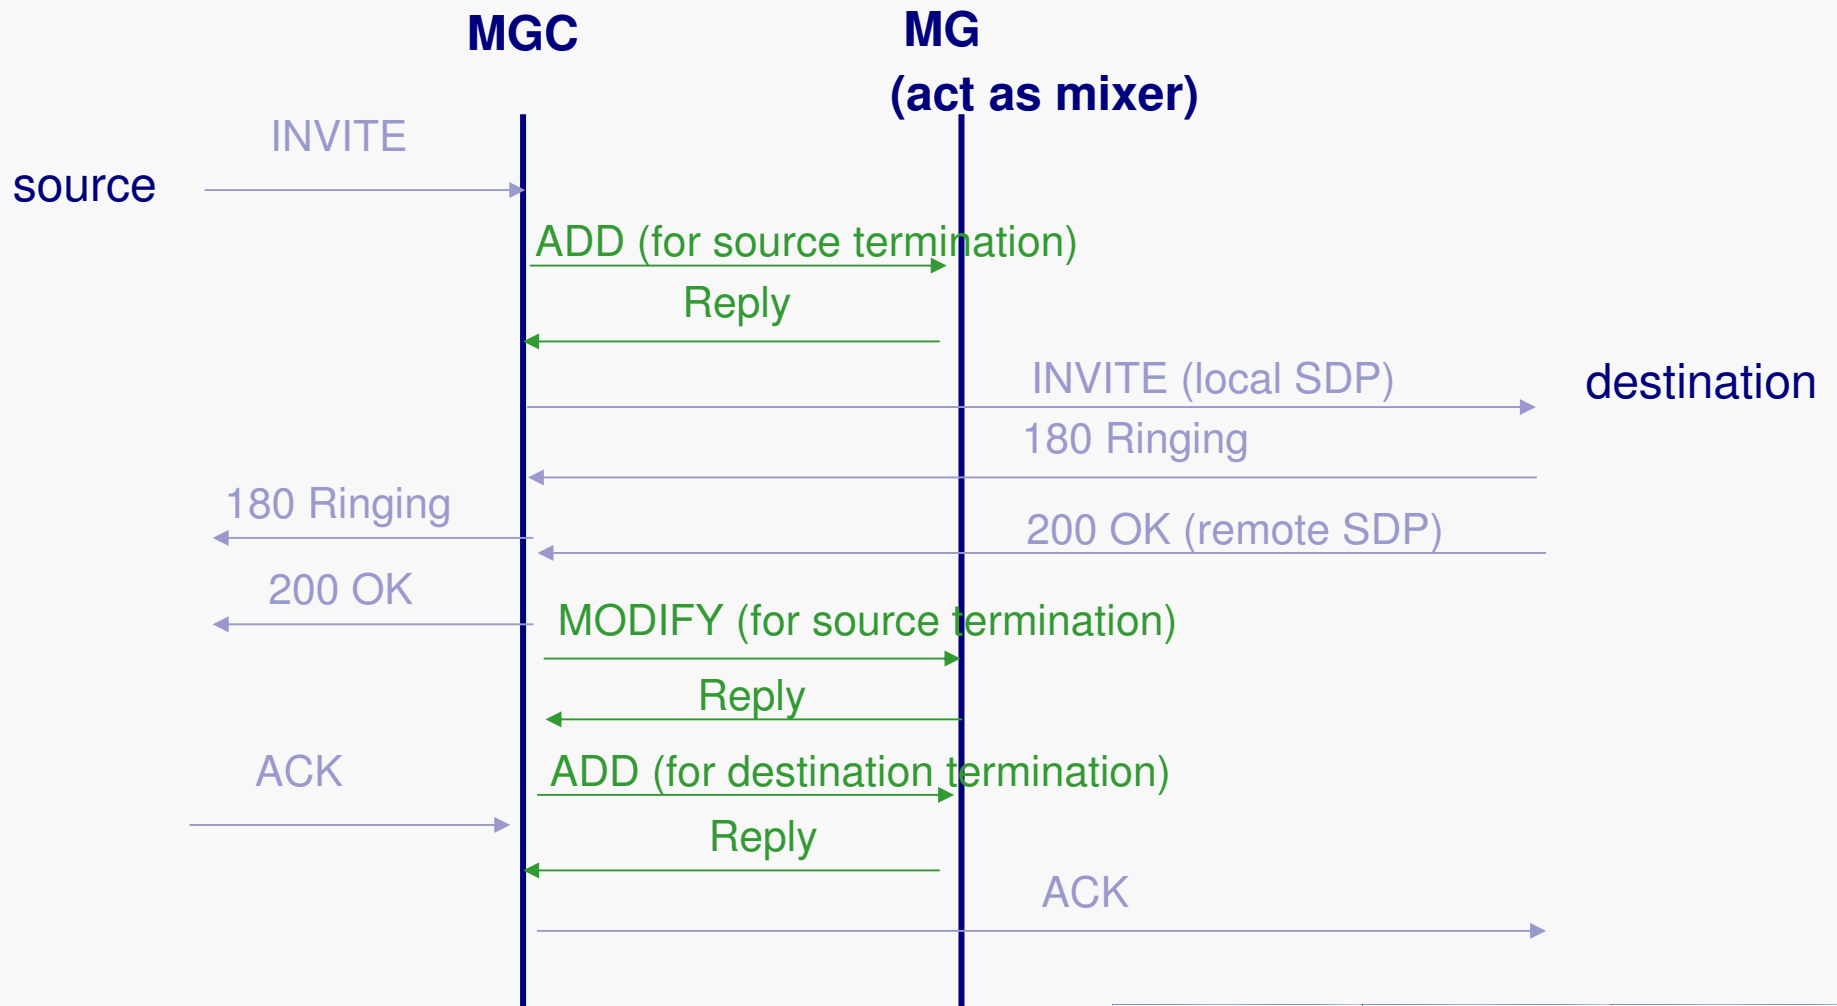 MGC
MG
(act as mixer)
INVITE
source
ADD (for source termination)
Reply
INVITE (local SDP)
destination
180 Ringing
180 Ringing
200 OK (remote SDP)
200 OK
MODIFY (for source termination)
Reply
ACK
ADD (for destination termination)
Reply
ACK